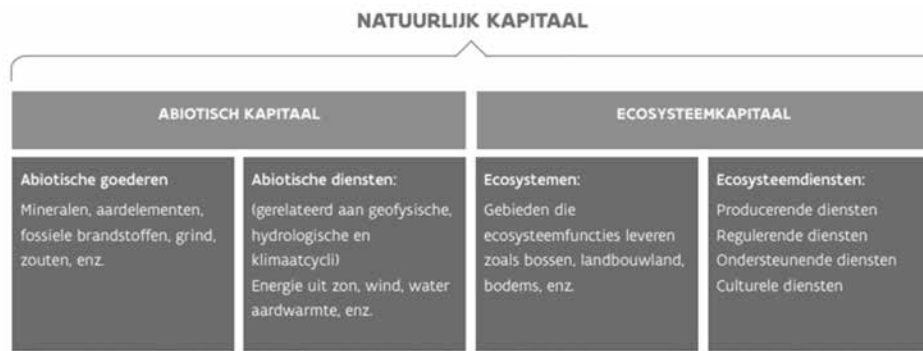 NATUURLIJK KAPITAAL
ABIOTISCH KAPITAAL
ECOSYSTEEMKAPITAAL
Abiotische goederen
Mineralen, aardelementen,
fossiele brandstoffen, grind,
zouten, enz.
Abiotische diensten:
(gerelateerd aan geofysische,
hydrologische en
klimaatcycli)
Energie uit zon, wind, water
aardwarmte, enz.
Ecosystemen:
Gebieden die
ecosysteemfuncties leveren
zoals bossen, landbouwland,
bodems, enz.
Ecosysteemdiensten:
Producerende diensten
Regulerende diensten
Ondersteunende diensten
Culturele diensten